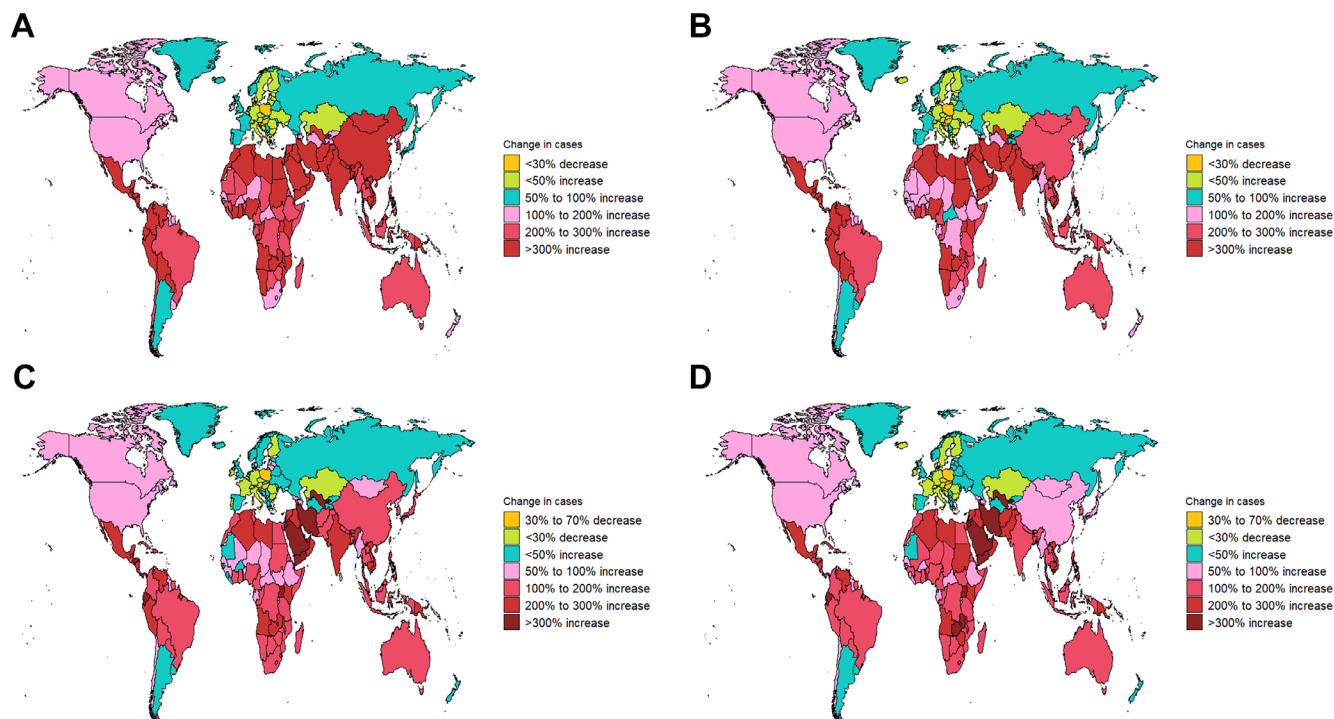 A
B
Change in cases
<30% decrease
<50% increase
50% to 100% increase
100% to 200% increase
200% to 300% increase
>300% increase
Change in cases
<30% decrease
<50% increase
50% to 100% increase
100% to 200% increase
200% to 300% increase
>300% increase
C
D
Change in cases
30% to 70% decrease
<30% decrease
<50% increase
50% to 100% increase
100% to 200% increase
200% to 300% increase
>300% increase
Change in cases
30% to 70% decrease
<30% decrease
<50% increase
50% to 100% increase
100% to 200% increase
200% to 300% increase
>300% increase